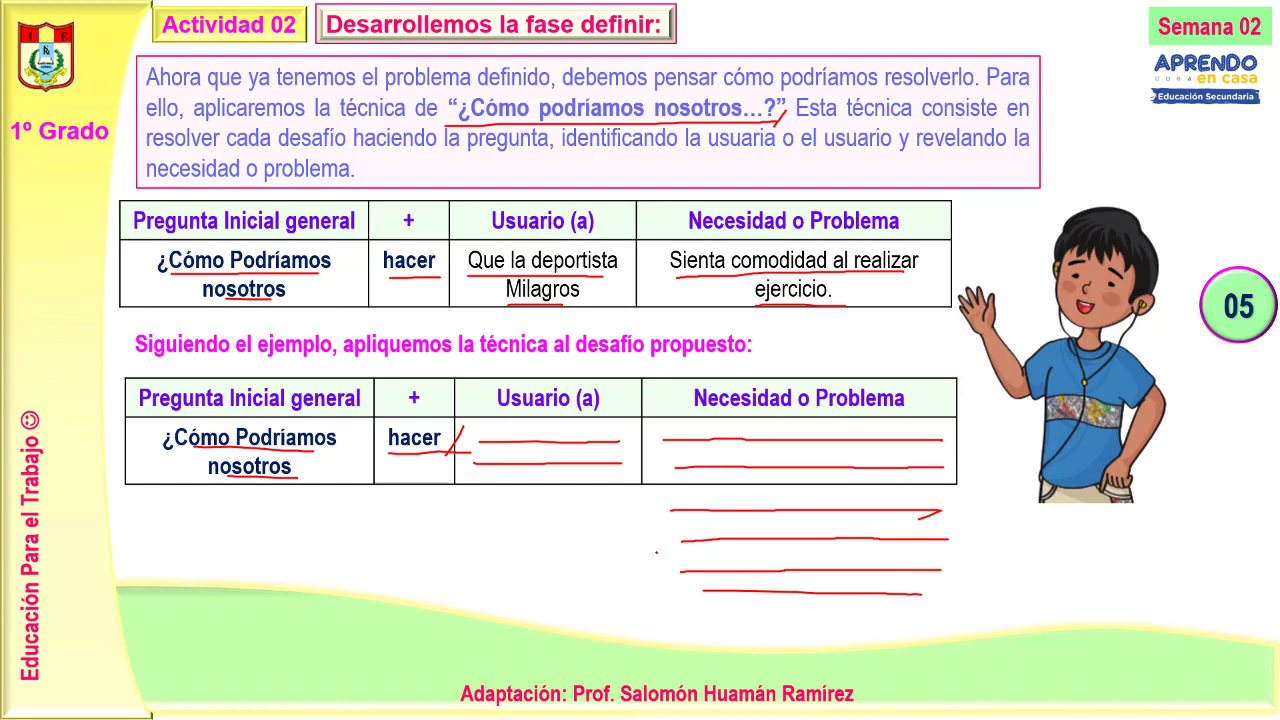 Actividad 02
Desarrollemos la fase definir:
Semana 02
APRENDO
en casa
Educación Secundaria
1º Grado
Ahora que ya tenemos el problema definido, debemos pensar cómo podríamos resolverlo. Para
ello, aplicaremos la técnica de “¿Cómo podríamos nosotros…?” Esta técnica consiste en
resolver cada desafío haciendo la pregunta, identificando la usuaria o el usuario y revelando la
necesidad o problema.
Pregunta Inicial general + Usuario (a) Necesidad o Problema
¿Cómo Podríamos hacer Que la deportista Sienta comodidad al realizar
nosotros Milagros ejercicio.
05
Siguiendo el ejemplo, apliquemos la técnica al desafío propuesto:
Pregunta Inicial general + Usuario (a) Necesidad o Problema
¿Cómo Podríamos hacer
nosotros
Educación Para el Trabajo ☺
Adaptación: Prof. Salomón Huamán Ramírez